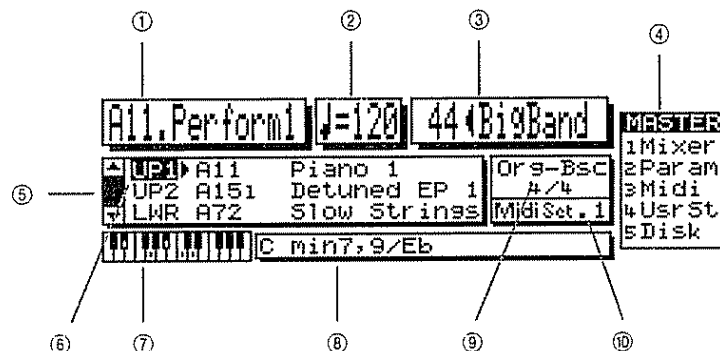 ① ② ③ ④
A11.Perform1 ♩=120 44 BigBand
MASTER
1Mixer
2Param
3Midi
4UsrSt
5Disk
⑤
UP1 A11 Piano 1
UP2 A151 Detuned EP 1
LWR A72 Slow Strings
Org-Bsc
4/4
Midi Set.1
C min7,9/Eb
⑥ ⑦ ⑧ ⑨ ⑩